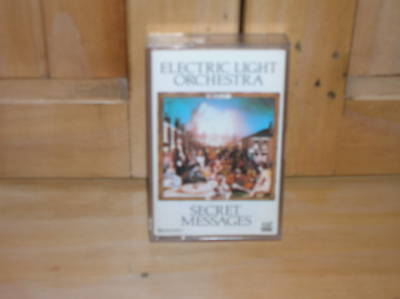 ELECTRIC LIGHT
ORCHESTRA
SECRET
MESSAGES